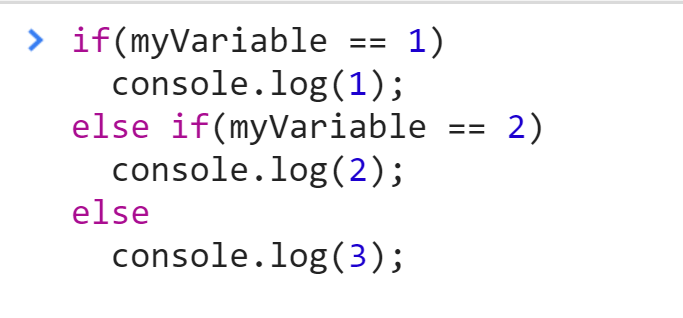 if(myVariable == 1)
  console.log(1);
else if(myVariable == 2)
  console.log(2);
else
  console.log(3);